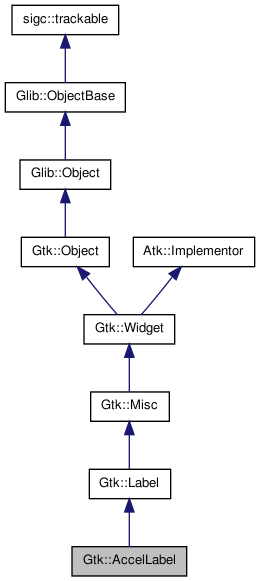 sigc::trackable
Glib::ObjectBase
Glib::Object
Gtk::Object
Atk::Implementor
Gtk::Widget
Gtk::Misc
Gtk::Label
Gtk::AccelLabel